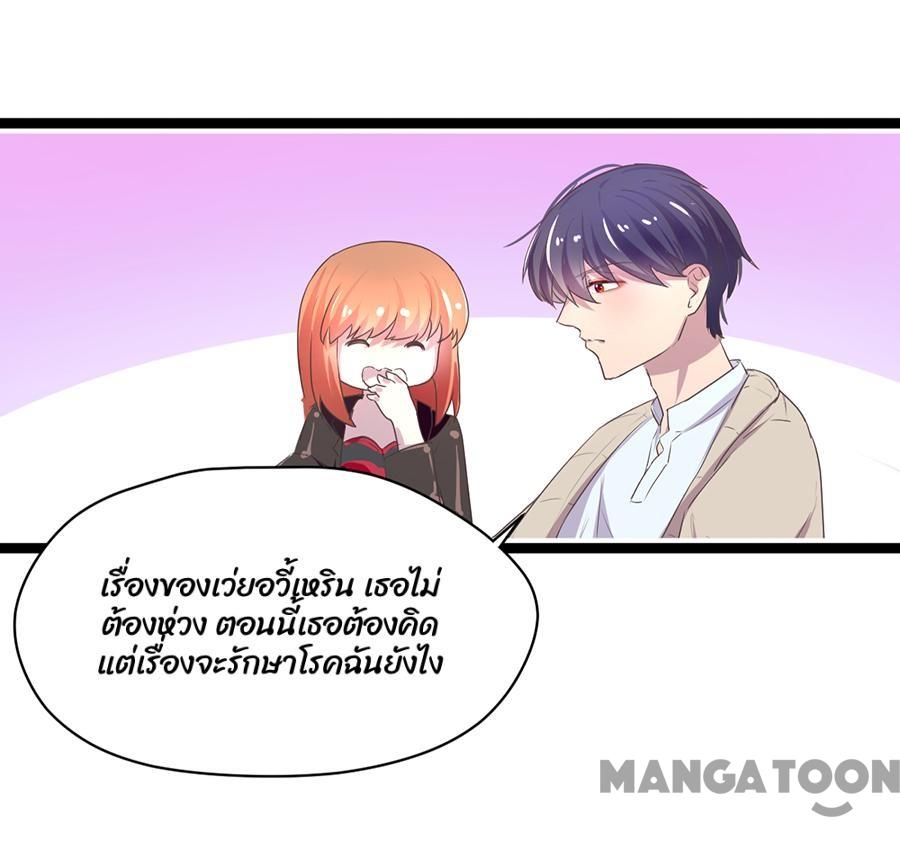 เรื่องของเว่ยอวี้เหริน เธอไม่
ต้องห่วง ตอนนี้เธอต้องคิด
แต่เรื่องจะรักษาโรคฉันยังไง
MANGA TOON